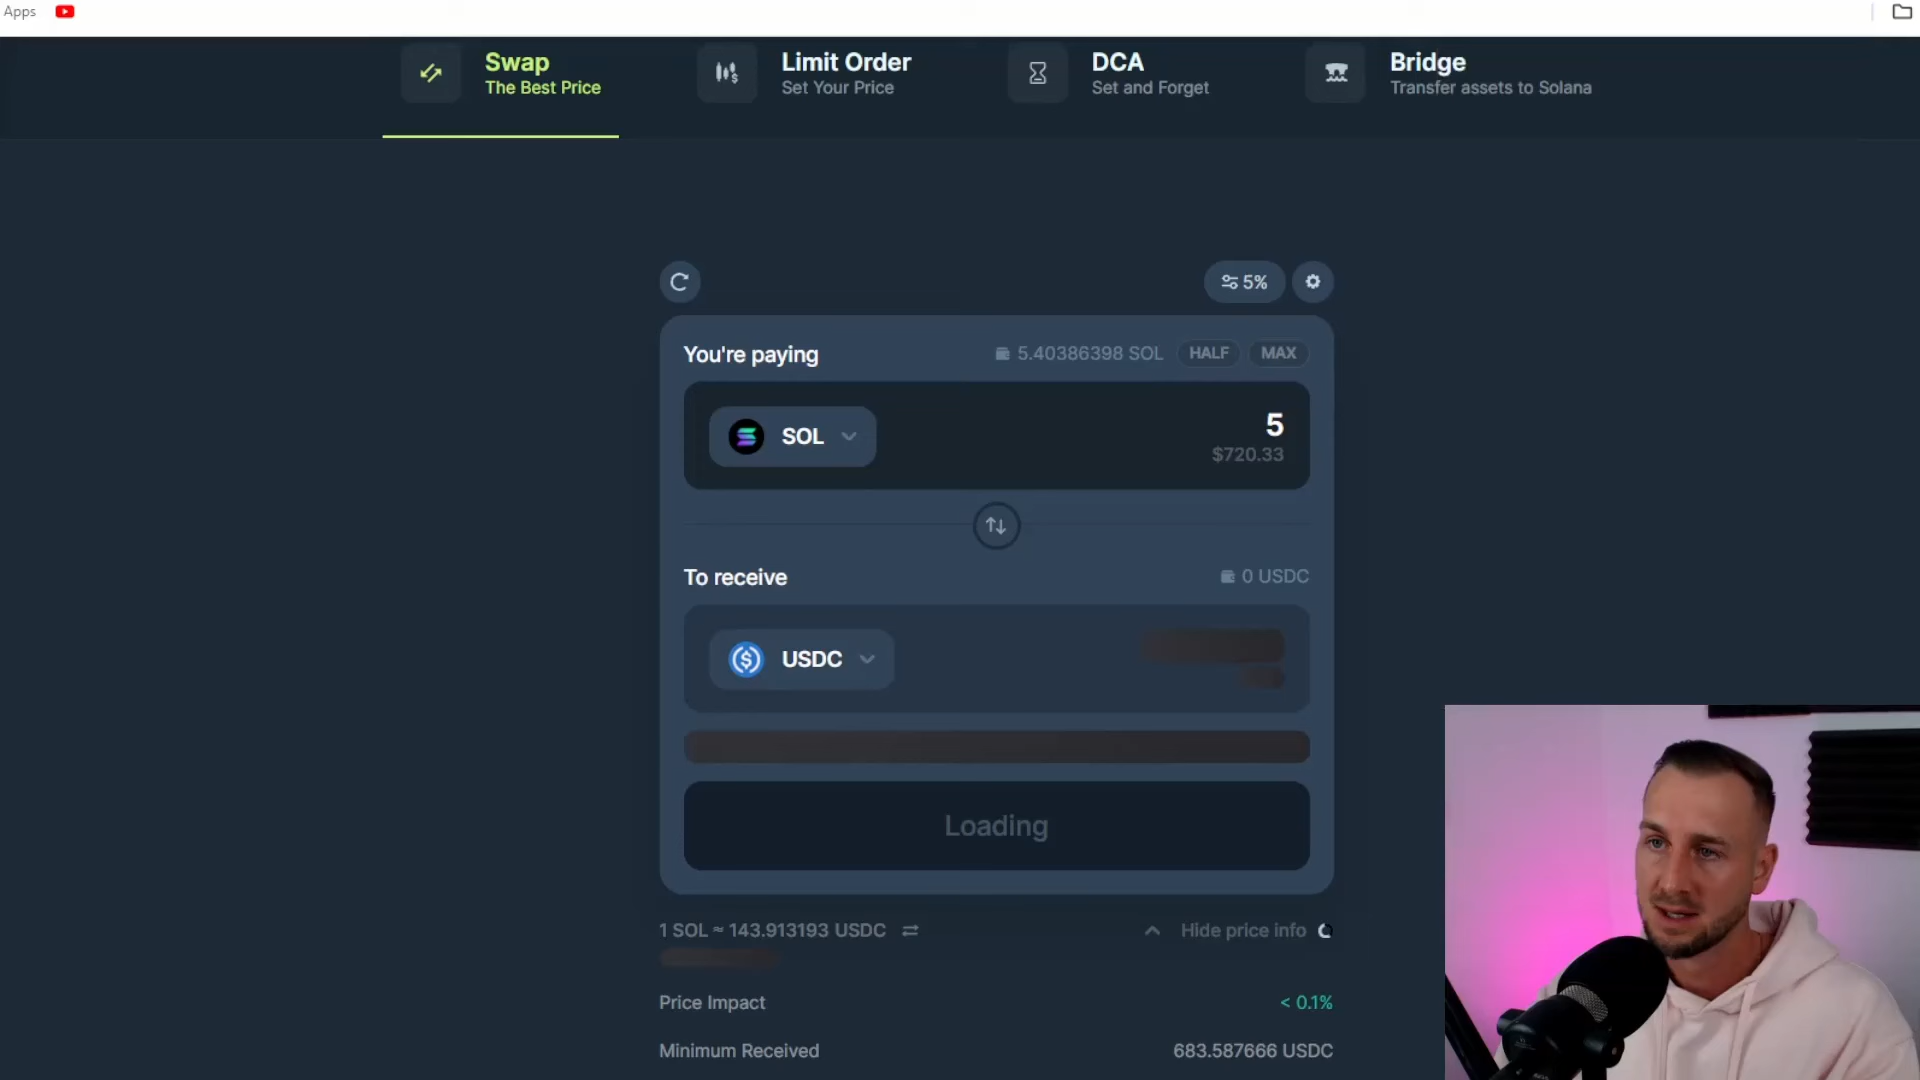 Apps
Swap
The Best Price
Limit Order
Set Your Price
DCA
Set and Forget
Bridge
Transfer assets to Solana
5%
You're paying
5.40386398 SOL
HALF
MAX
SOL
5
$720.33
To receive
0 USDC
USDC
Loading
1 SOL ≈ 143.913193 USDC
Hide price info
Price Impact
< 0.1%
Minimum Received
683.587666 USDC